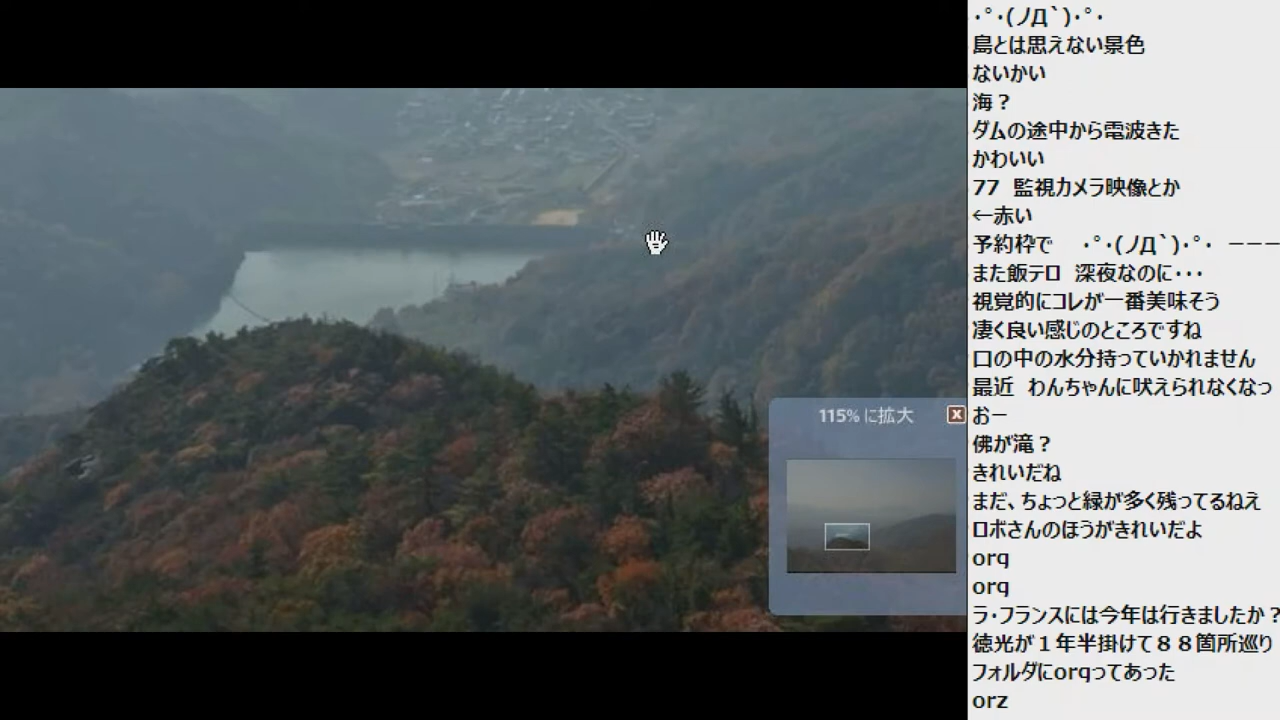 ･ﾟ･(ノД`)･ﾟ･
島とは思えない景色
ないかい
海？
ダムの途中から電波きた
かわいい
77　監視カメラ映像とか
←赤い
予約枠で　･ﾟ･(ノД`)･ﾟ･ －－－
また飯テロ　深夜なのに･･･
視覚的にコレが一番美味そう
凄く良い感じのところですね
口の中の水分持っていかれません
最近　わんちゃんに吠えられなくなっ
おー
佛が滝？
きれいだね
まだ、ちょっと緑が多く残ってるねえ
ロボさんのほうがきれいだよ
orq
orq
ラ･フランスには今年は行きましたか？
徳光が１年半掛けて８８箇所巡り
フォルダにorqってあった
orz
115% に拡大